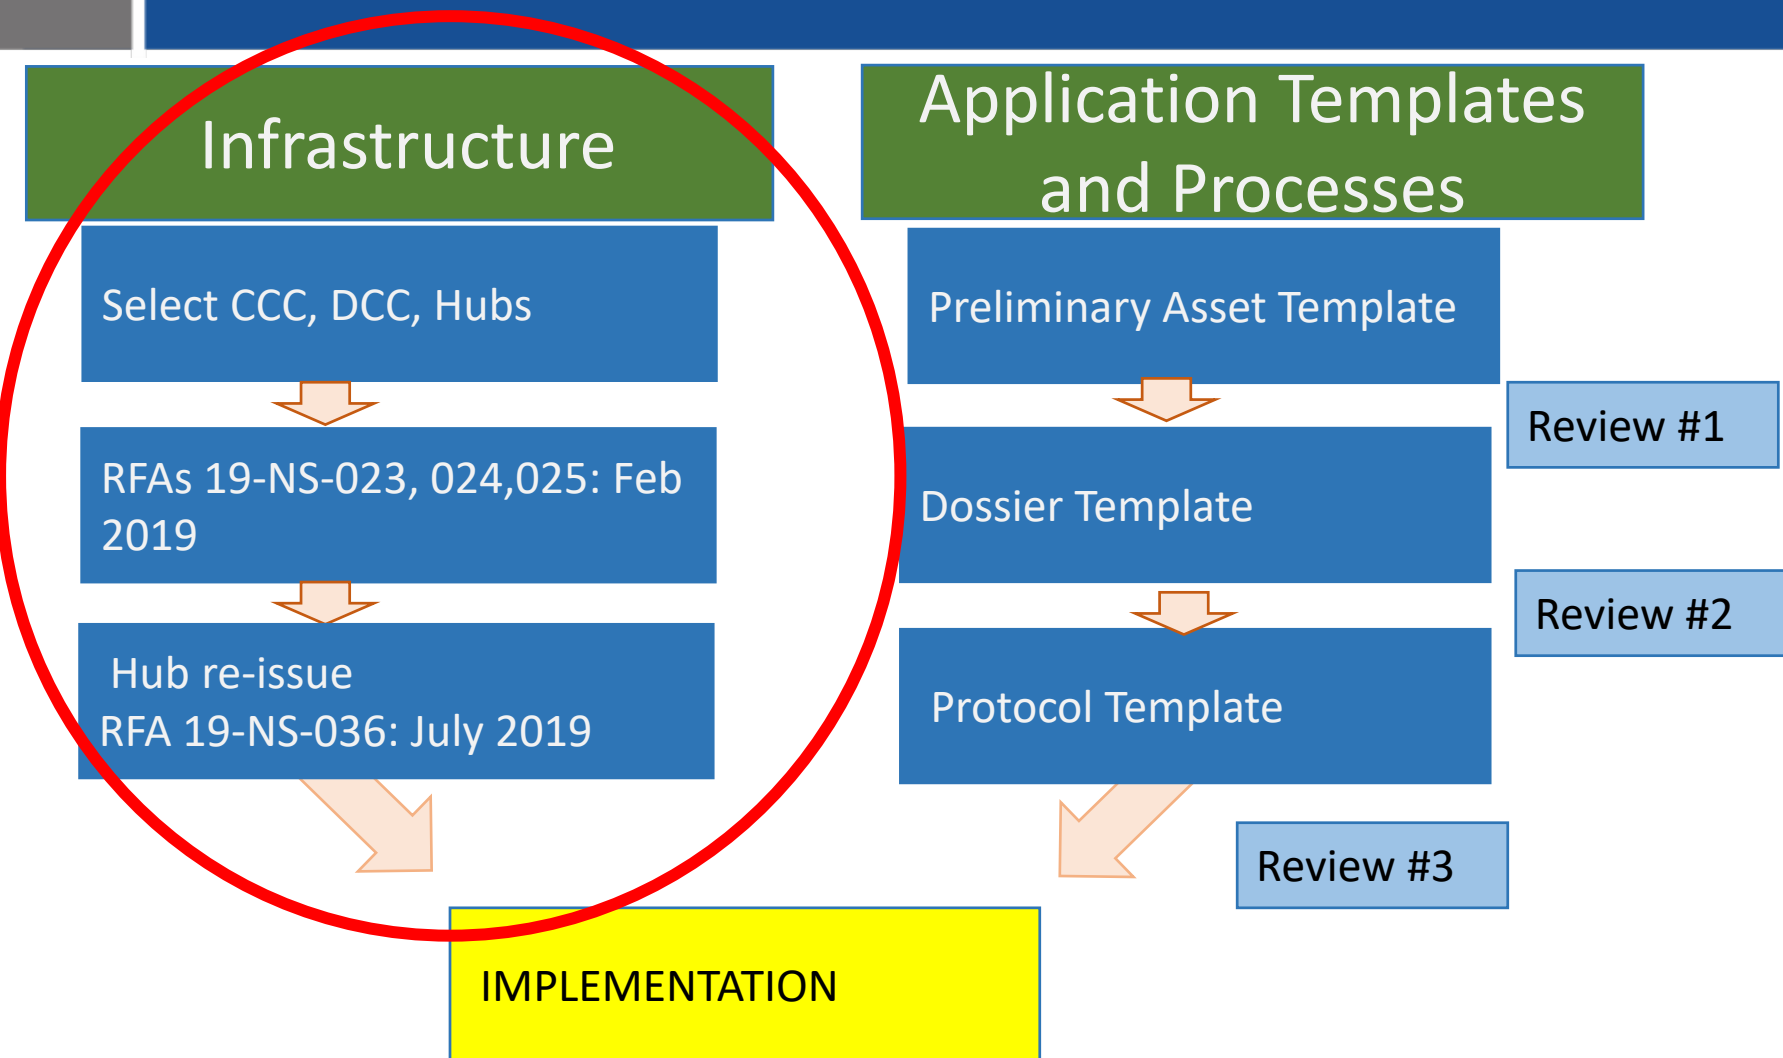 Infrastructure
Select CCC, DCC, Hubs
RFAs 19-NS-023, 024,025: Feb
2019
Hub re-issue
RFA 19-NS-036: July 2019
Application Templates
and Processes
Preliminary Asset Template
Review #1
Dossier Template
Review #2
Protocol Template
Review #3
IMPLEMENTATION